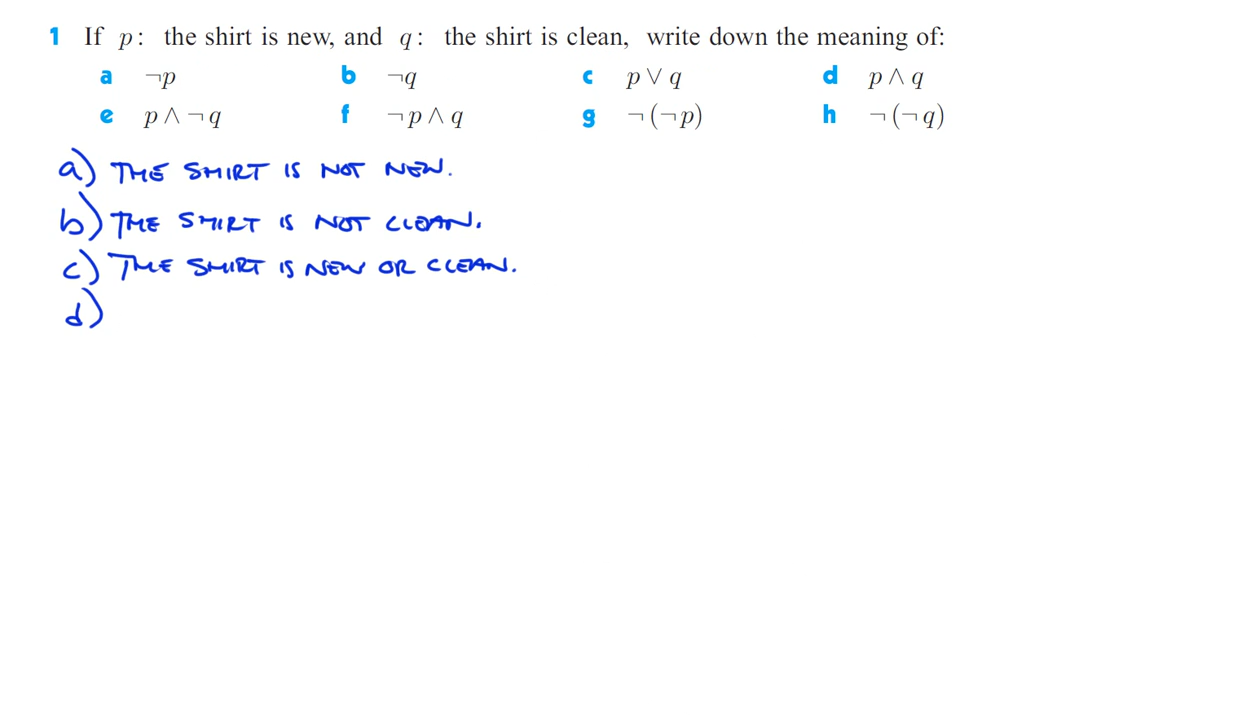 1 If p: the shirt is new, and q: the shirt is clean, write down the meaning of:
a ¬p b ¬q c p ∨ q d p ∧ q
e p ∧ ¬q f ¬p ∧ q g ¬(¬p) h ¬(¬q)
a) THE SHIRT IS NOT NEW.
b) THE SHIRT IS NOT CLEAN.
c) THE SHIRT IS NEW OR CLEAN.
d)